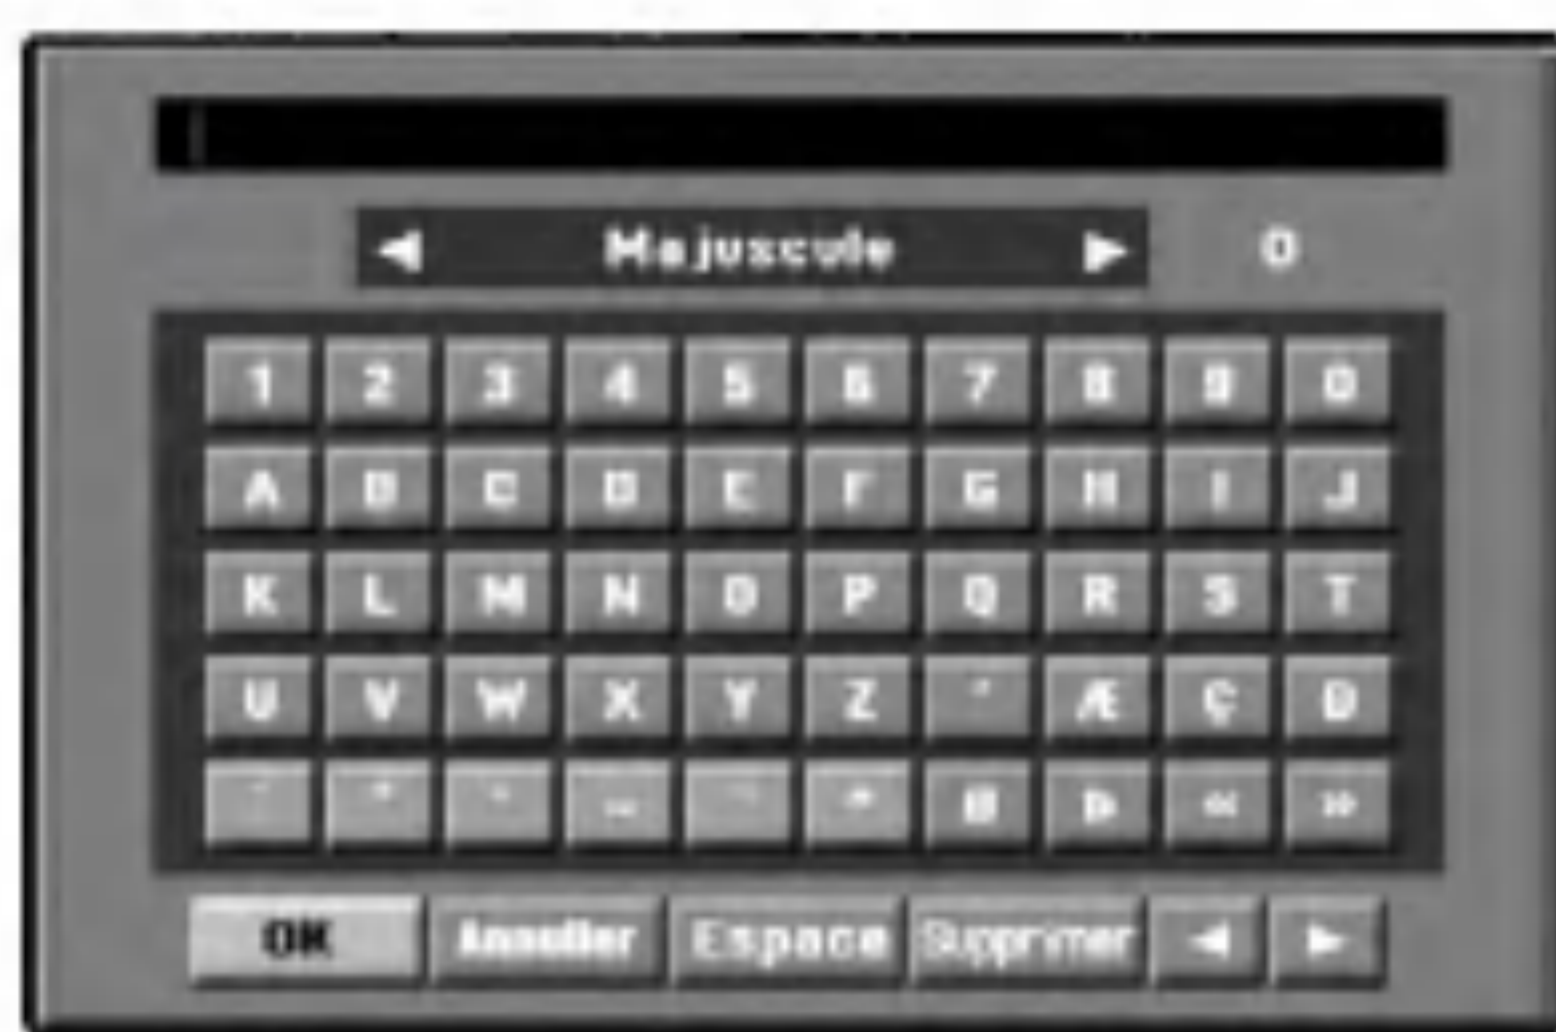 ◀ Majuscule ▶ 0
1 2 3 4 5 6 7 8 9 0
A B C D E F G H I J
K L M N O P Q R S T
U V W X Y Z ´ Æ Ç Ð
Ø Þ « »
OK Annuler Espace Supprimer ◀ ▶